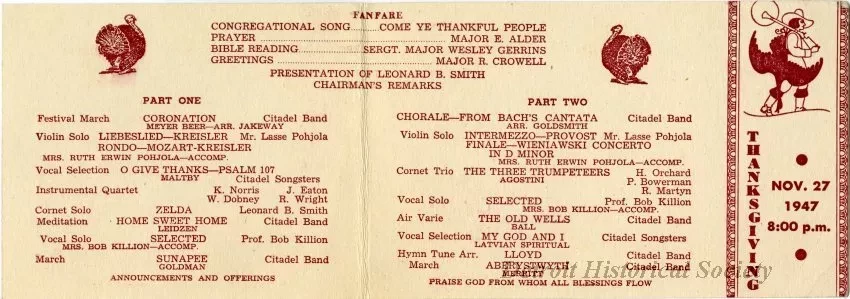 FANFARE
CONGREGATIONAL SONG......COME YE THANKFUL PEOPLE
PRAYER ................................................ MAJOR E. ALDER
BIBLE READING...............SERGT. MAJOR WESLEY GERRINS
GREETINGS ........................................ MAJOR R. CROWELL
PRESENTATION OF LEONARD B. SMITH
CHAIRMAN'S REMARKS
PART ONE
Festival March CORONATION Citadel Band
MEYER BEER—ARR. JAKEWAY
Violin Solo LIEBESLIED—KREISLER Mr. Lasse Pohjola
RONDO—MOZART-KREISLER
MRS. RUTH ERWIN POHJOLA—ACCOMP.
Vocal Selection O GIVE THANKS—PSALM 107
MALTBY Citadel Songsters
Instrumental Quartet K. Norris J. Eaton
W. Dobney R. Wright
Cornet Solo ZELDA Leonard B. Smith
Meditation HOME SWEET HOME Citadel Band
LEIDZEN
Vocal Solo SELECTED Prof. Bob Killion
MRS. BOB KILLION—ACCOMP.
March SUNAPEE Citadel Band
GOLDMAN
ANNOUNCEMENTS AND OFFERINGS
PART TWO
CHORALE—FROM BACH'S CANTATA Citadel Band
ARR. GOLDSMITH
Violin Solo INTERMEZZO—PROVOST Mr. Lasse Pohjola
FINALE—WIENIAWSKI CONCERTO
IN D MINOR
MRS. RUTH ERWIN POHJOLA—ACCOMP.
Cornet Trio THE THREE TRUMPETEERS H. Orchard
AGOSTINI P. Bowerman
R. Martyn
Vocal Solo SELECTED Prof. Bob Killion
MRS. BOB KILLION—ACCOMP.
Air Varie THE OLD WELLS Citadel Band
BALL
Vocal Selection MY GOD AND I Citadel Songsters
LATVIAN SPIRITUAL
Hymn Tune Arr. LLOYD Citadel Band
March ABERYSTWYTH Citadel Band
MERRITT
PRAISE GOD FROM WHOM ALL BLESSINGS FLOW
THANKSGIVING
NOV. 27
1947
8:00 p.m.
Historical Society